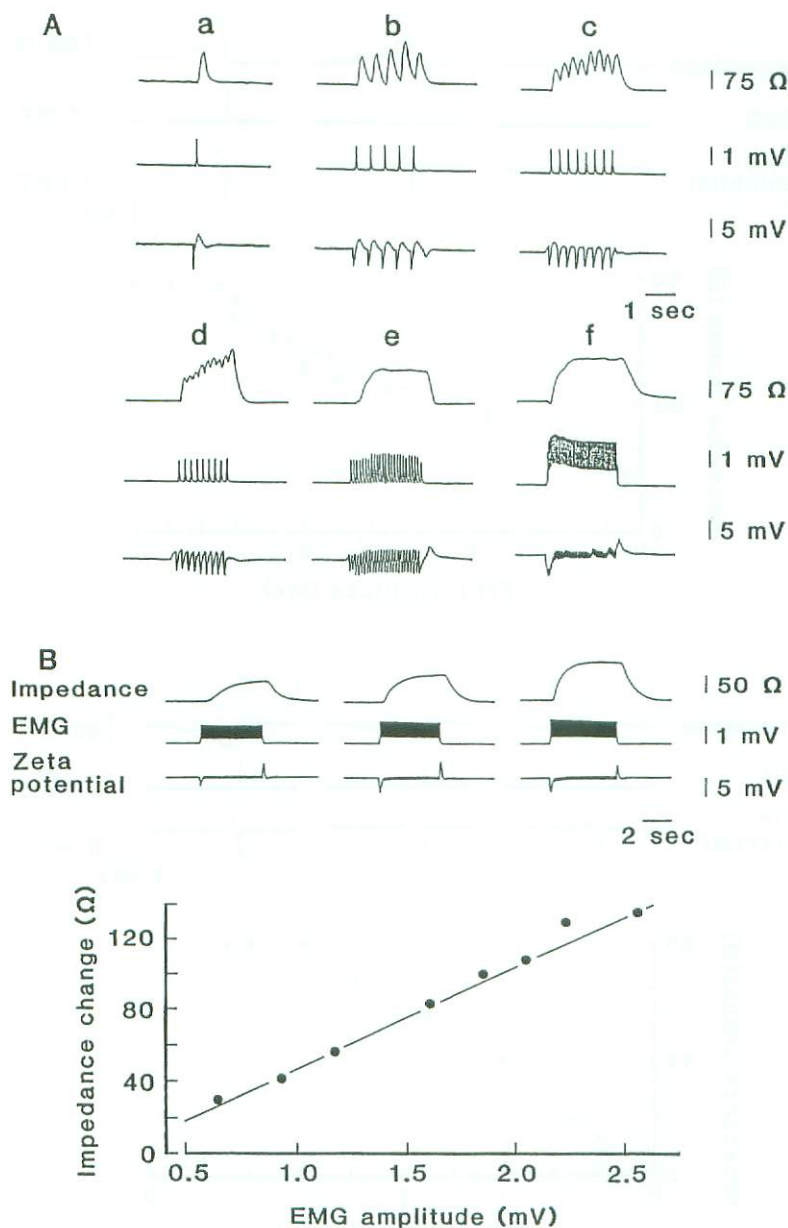 A
a b c
75 Ω
1 mV
5 mV
1 sec
d e f
75 Ω
1 mV
5 mV
B
Impedance
50 Ω
EMG
1 mV
Zeta
potential
5 mV
2 sec
Impedance change (Ω)
120
80
40
0
0.5 1.0 1.5 2.0 2.5
EMG amplitude (mV)